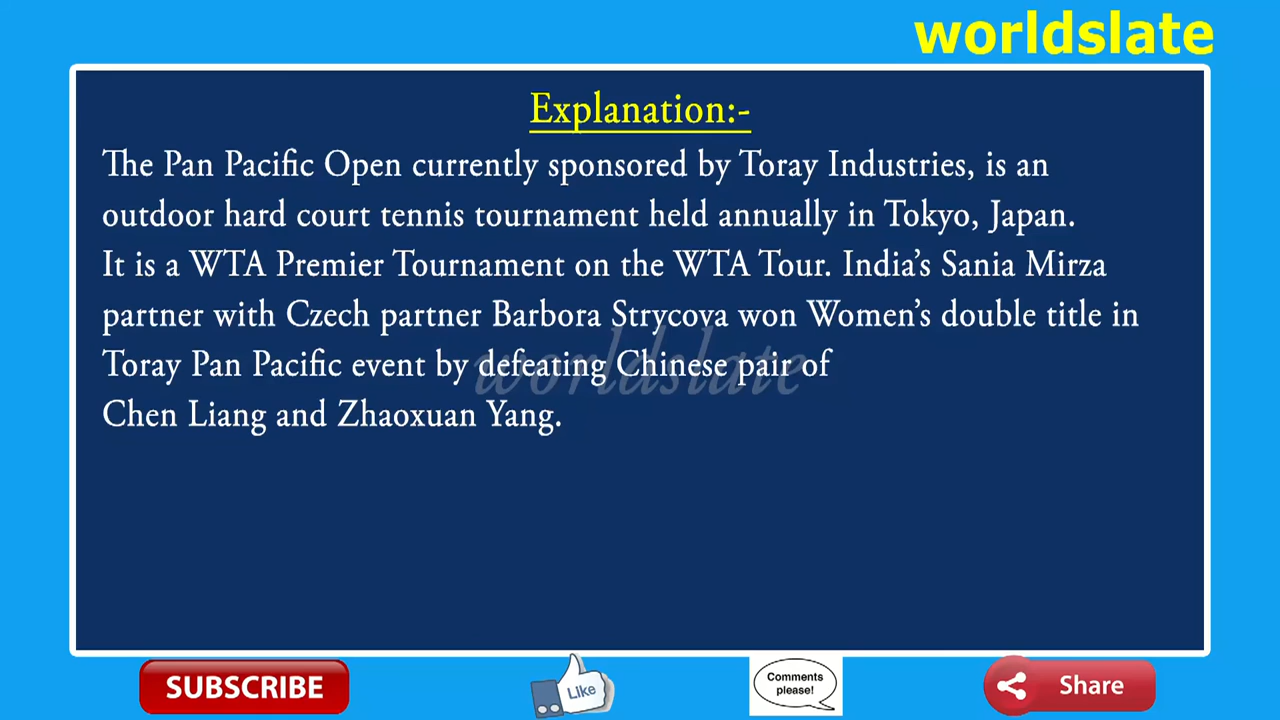 worldslate
Explanation:-
The Pan Pacific Open currently sponsored by Toray Industries, is an
outdoor hard court tennis tournament held annually in Tokyo, Japan.
It is a WTA Premier Tournament on the WTA Tour. India’s Sania Mirza
partner with Czech partner Barbora Strycova won Women’s double title in
Toray Pan Pacific event by defeating Chinese pair of
worldslate
Chen Liang and Zhaoxuan Yang.
SUBSCRIBE
Like
Comments
please!
Share